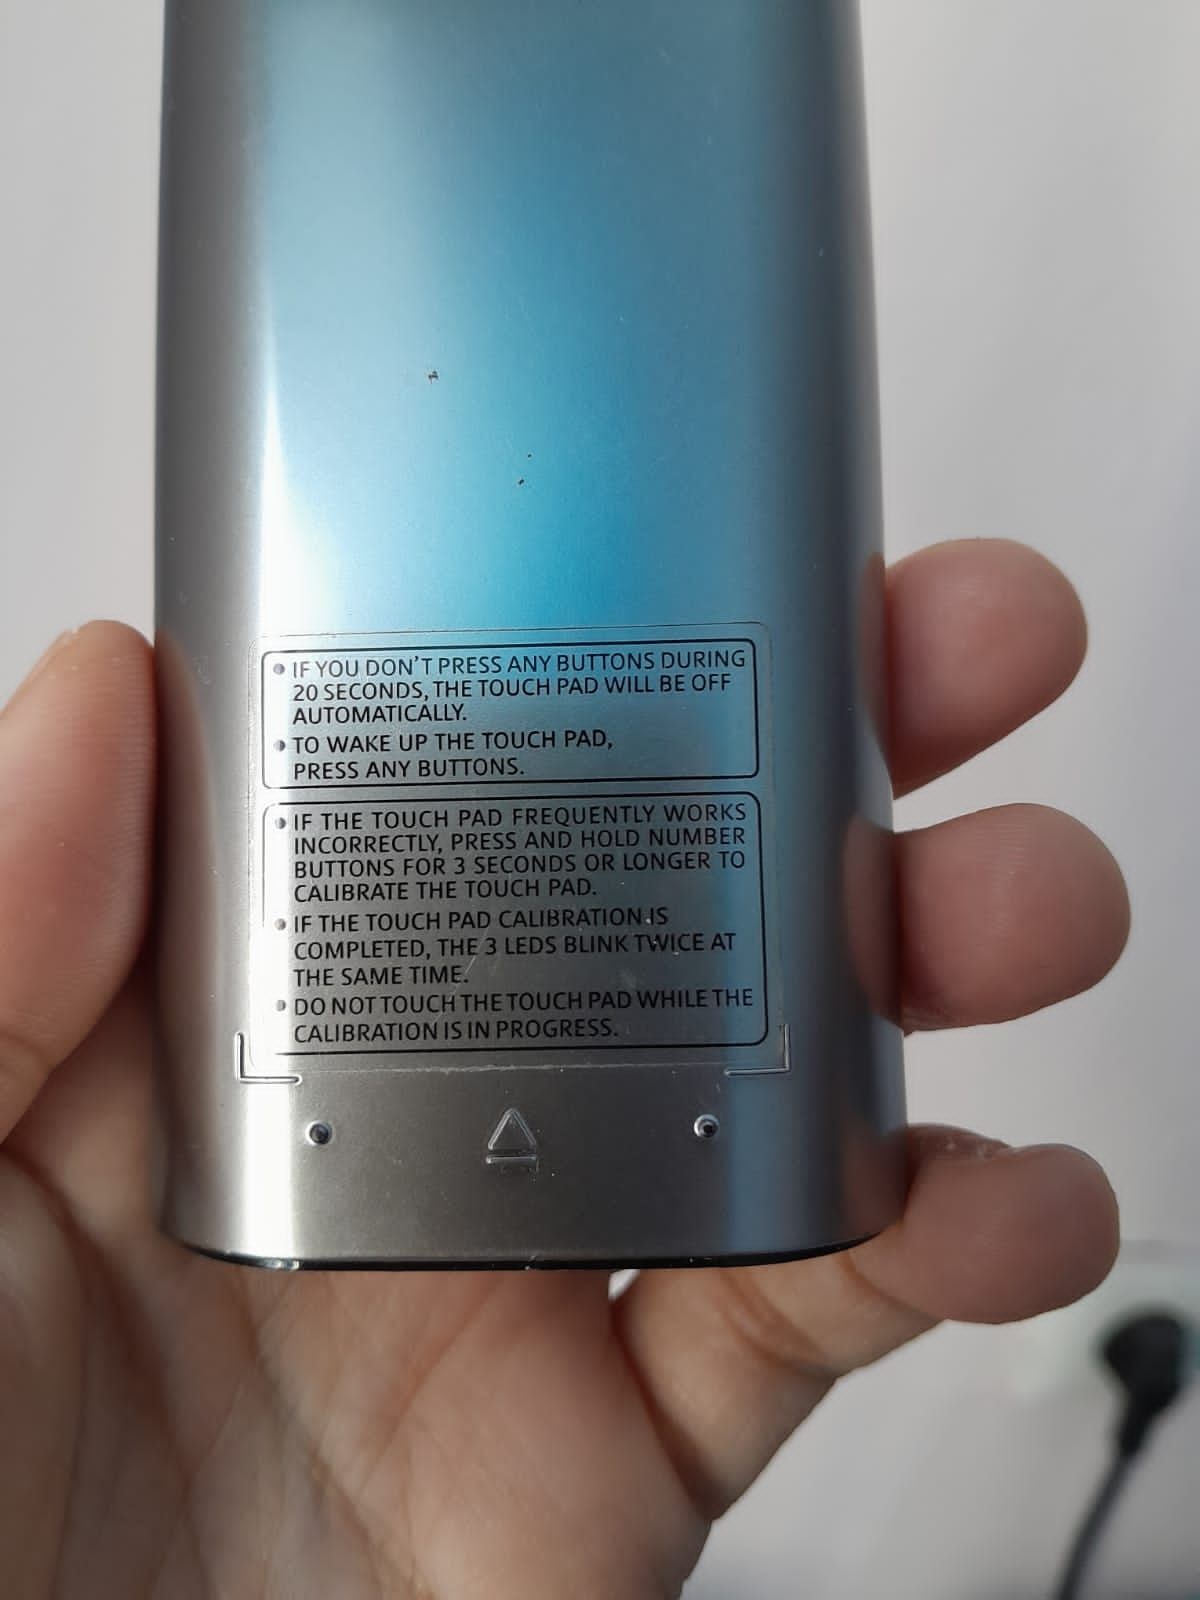 • IF YOU DON'T PRESS ANY BUTTONS DURING
20 SECONDS, THE TOUCH PAD WILL BE OFF
AUTOMATICALLY.
• TO WAKE UP THE TOUCH PAD,
PRESS ANY BUTTONS.
• IF THE TOUCH PAD FREQUENTLY WORKS
INCORRECTLY, PRESS AND HOLD NUMBER
BUTTONS FOR 3 SECONDS OR LONGER TO
CALIBRATE THE TOUCH PAD.
• IF THE TOUCH PAD CALIBRATION IS
COMPLETED, THE 3 LEDS BLINK TWICE AT
THE SAME TIME.
• DO NOT TOUCH THE TOUCH PAD WHILE THE
CALIBRATION IS IN PROGRESS.